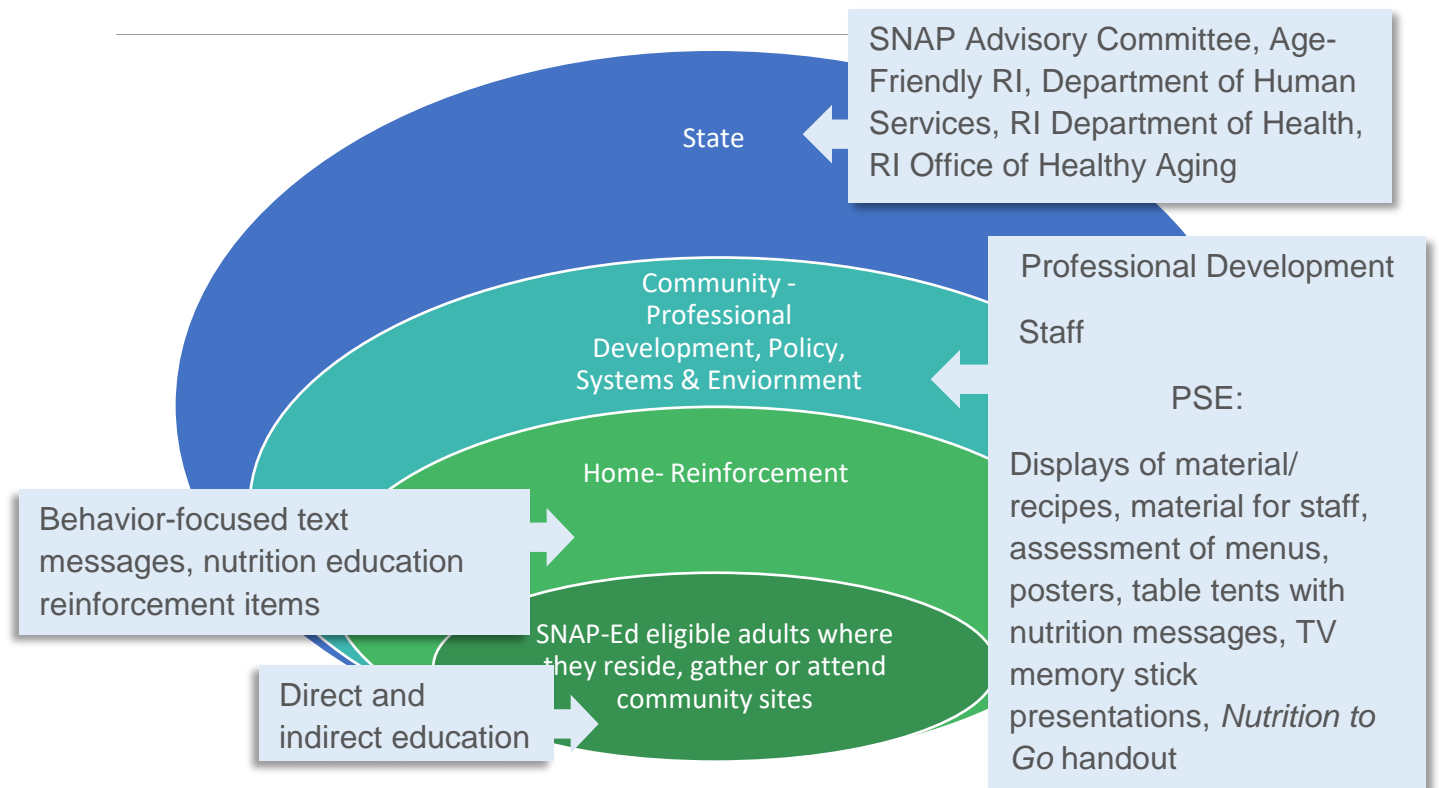 SNAP Advisory Committee, Age-
Friendly RI, Department of Human
Services, RI Department of Health,
RI Office of Healthy Aging
State
Professional Development
Staff
PSE:
Displays of material/
recipes, material for staff,
assessment of menus,
posters, table tents with
nutrition messages, TV
memory stick
presentations, Nutrition to
Go handout
Community -
Professional
Development, Policy,
Systems & Enviornment
Home- Reinforcement
Behavior-focused text
messages, nutrition education
reinforcement items
SNAP-Ed eligible adults where
they reside, gather or attend
community sites
Direct and
indirect education